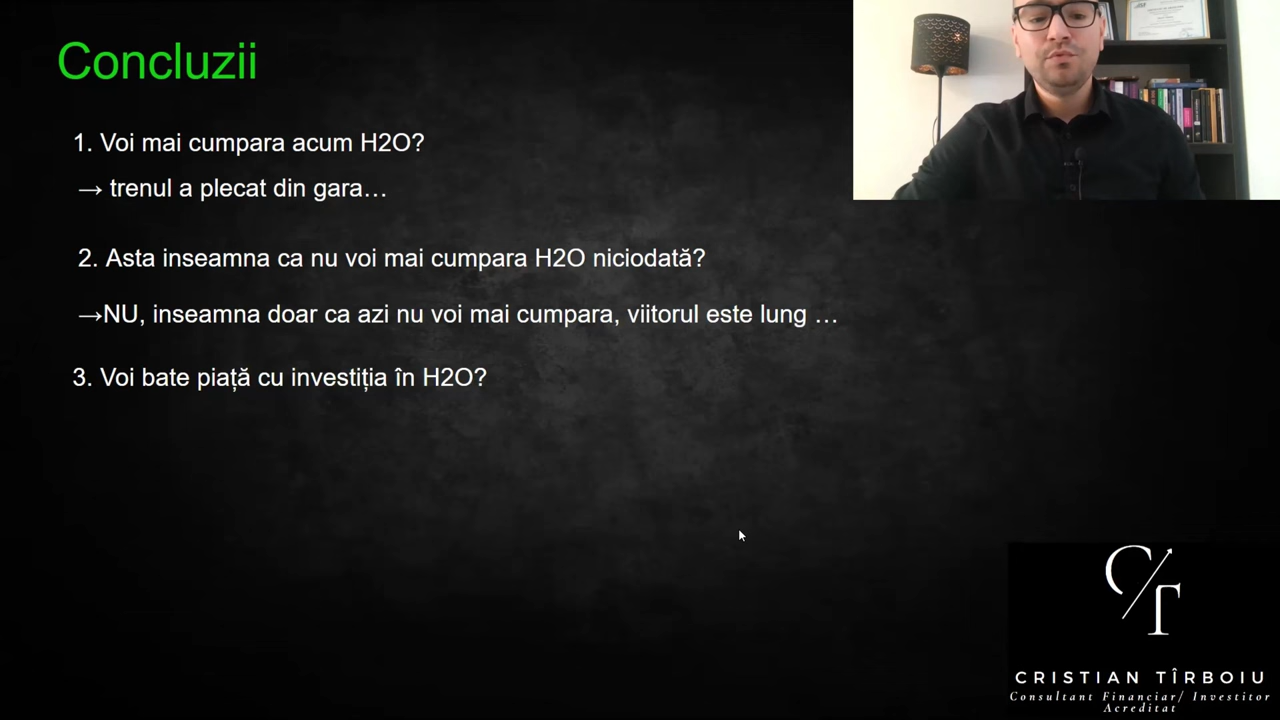 Concluzii
1. Voi mai cumpara acum H2O?
→ trenul a plecat din gara…
2. Asta inseamna ca nu voi mai cumpara H2O niciodată?
→NU, inseamna doar ca azi nu voi mai cumpara, viitorul este lung …
3. Voi bate piață cu investiția în H2O?
CT
CRISTIAN TÎRBOIU
Consultant Financiar/ Investitor
Acreditat